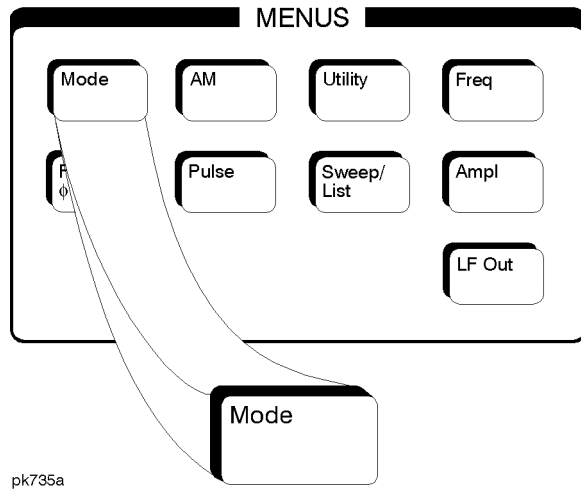 MENUS
Mode
AM
Utility
Freq
Pulse
Sweep/
List
Ampl
LF Out
Mode
pk735a